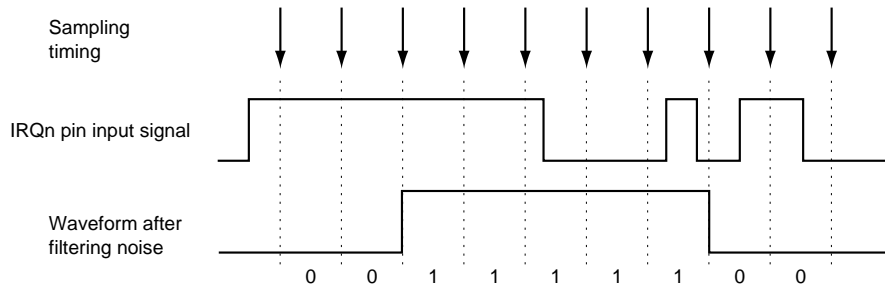 Sampling
timing
IRQn pin input signal
Waveform after
filtering noise
0 0 1 1 1 1 1 0 0